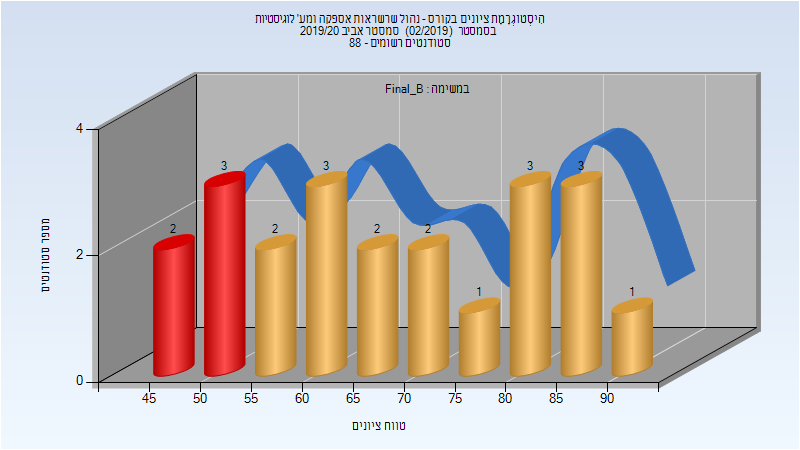 היסטוגרמת ציונים בקורס - נהול שרשראות אספקה ומע' לוגיסטיות
בסמסטר (02/2019) סמסטר אביב 2019/20
סטודנטים רשומים - 88
במשימה : Final_B
מספר סטודנטים
4
2
0
2
3
2
3
2
2
1
3
3
1
45 50 55 60 65 70 75 80 85 90
טווח ציונים